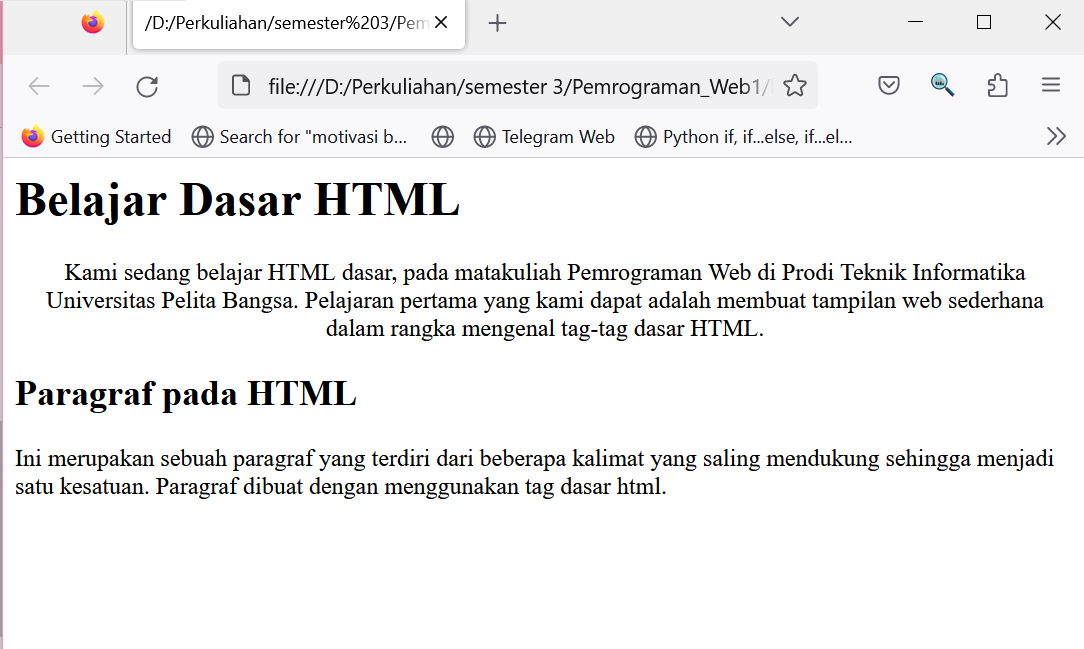 /D:/Perkuliahan/semester%203/Pem
file:///D:/Perkuliahan/semester 3/Pemrograman_Web1/
Getting Started
Search for "motivasi b...
Telegram Web
Python if, if...else, if...el...
Belajar Dasar HTML
Kami sedang belajar HTML dasar, pada matakuliah Pemrograman Web di Prodi Teknik Informatika
Universitas Pelita Bangsa. Pelajaran pertama yang kami dapat adalah membuat tampilan web sederhana
dalam rangka mengenal tag-tag dasar HTML.
Paragraf pada HTML
Ini merupakan sebuah paragraf yang terdiri dari beberapa kalimat yang saling mendukung sehingga menjadi
satu kesatuan. Paragraf dibuat dengan menggunakan tag dasar html.